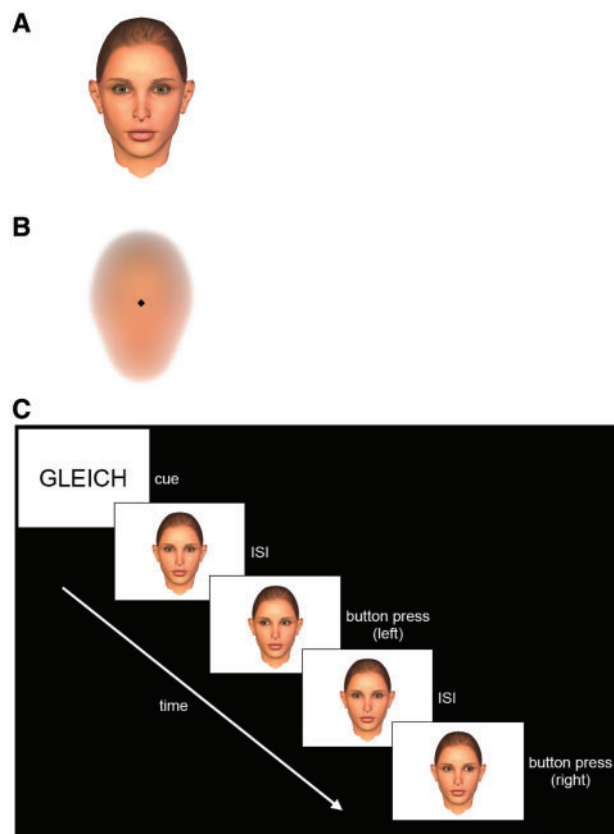 A
B
C
GLEICH
cue
ISI
button press
(left)
time
ISI
button press
(right)